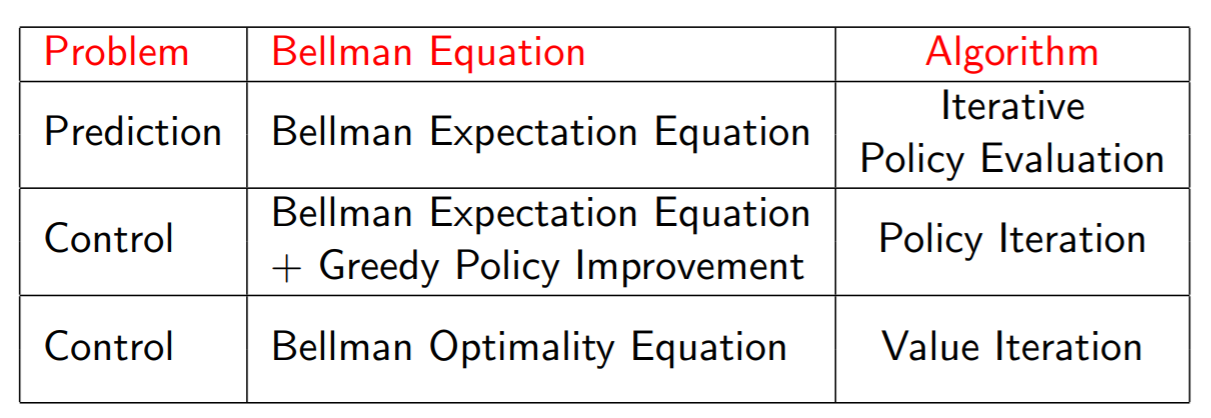 Problem Bellman Equation Algorithm
Prediction Bellman Expectation Equation Iterative
Policy Evaluation
Control Bellman Expectation Equation
+ Greedy Policy Improvement Policy Iteration
Control Bellman Optimality Equation Value Iteration